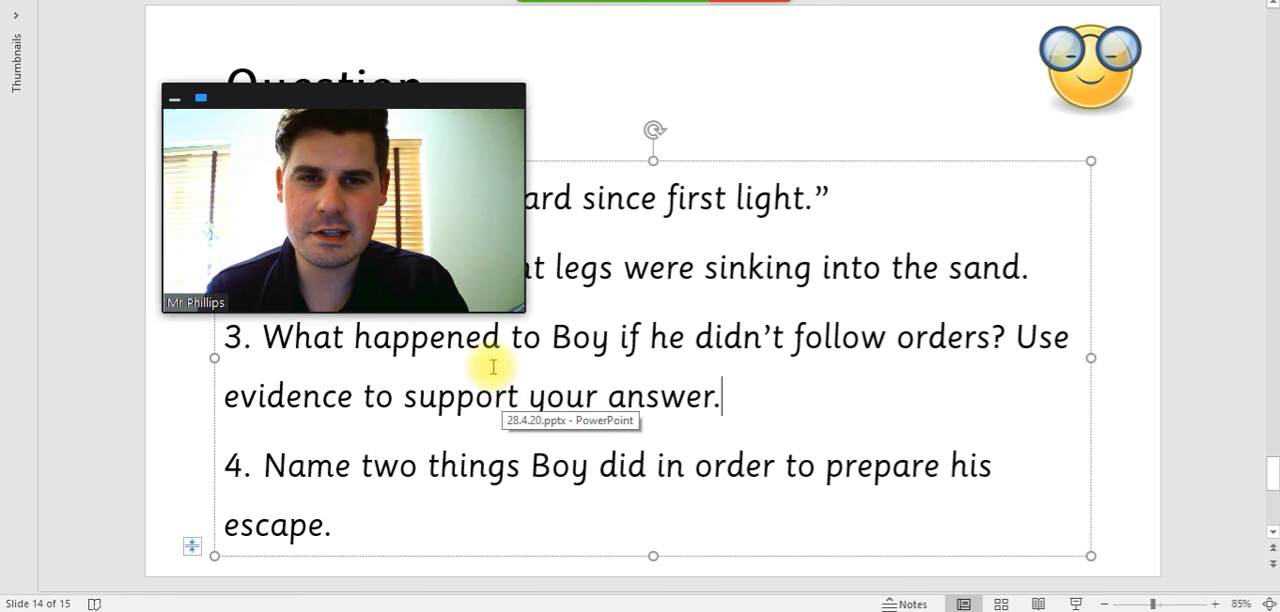 Thumbnails
Question
ard since first light.”
t legs were sinking into the sand.
Mr Phillips
3. What happened to Boy if he didn’t follow orders? Use
evidence to support your answer.
28.4.20.pptx - PowerPoint
4. Name two things Boy did in order to prepare his
escape.
Slide 14 of 15
Notes
85%